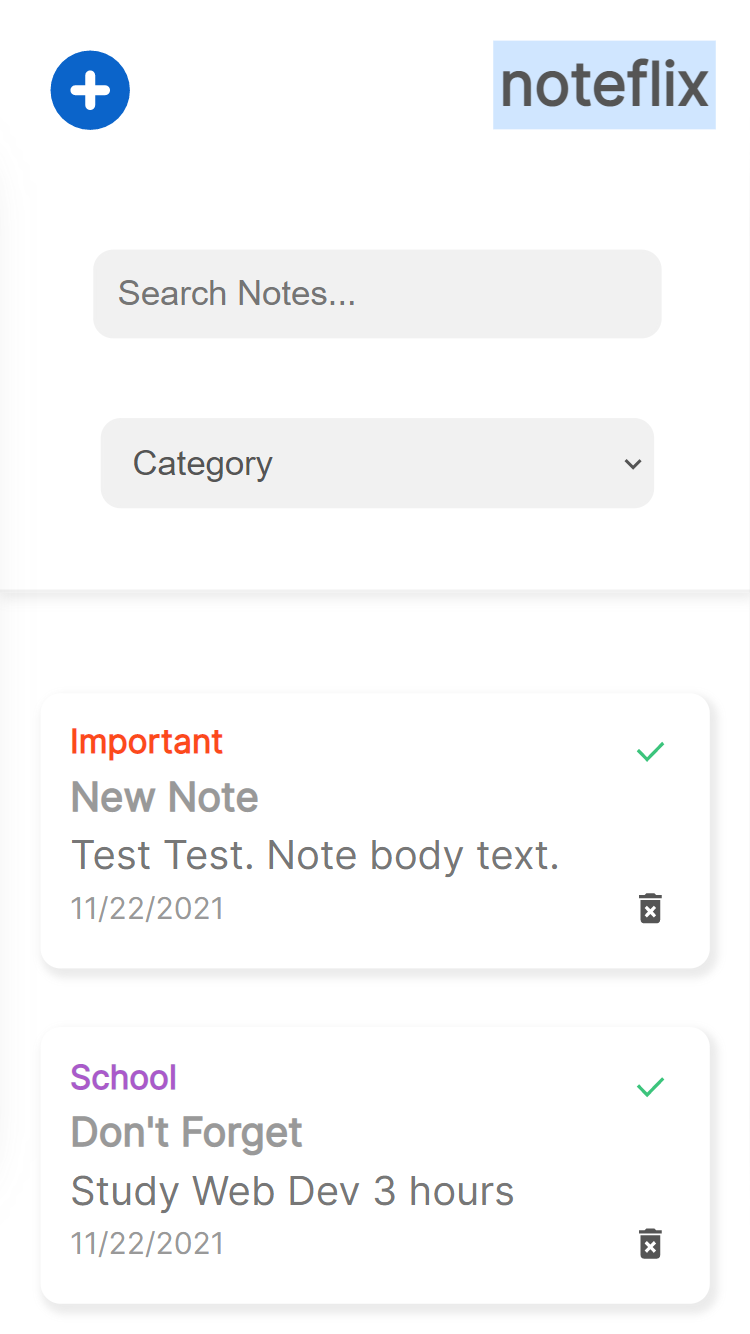 noteflix
Search Notes...
Category
Important
New Note
Test Test. Note body text.
11/22/2021
School
Don't Forget
Study Web Dev 3 hours
11/22/2021